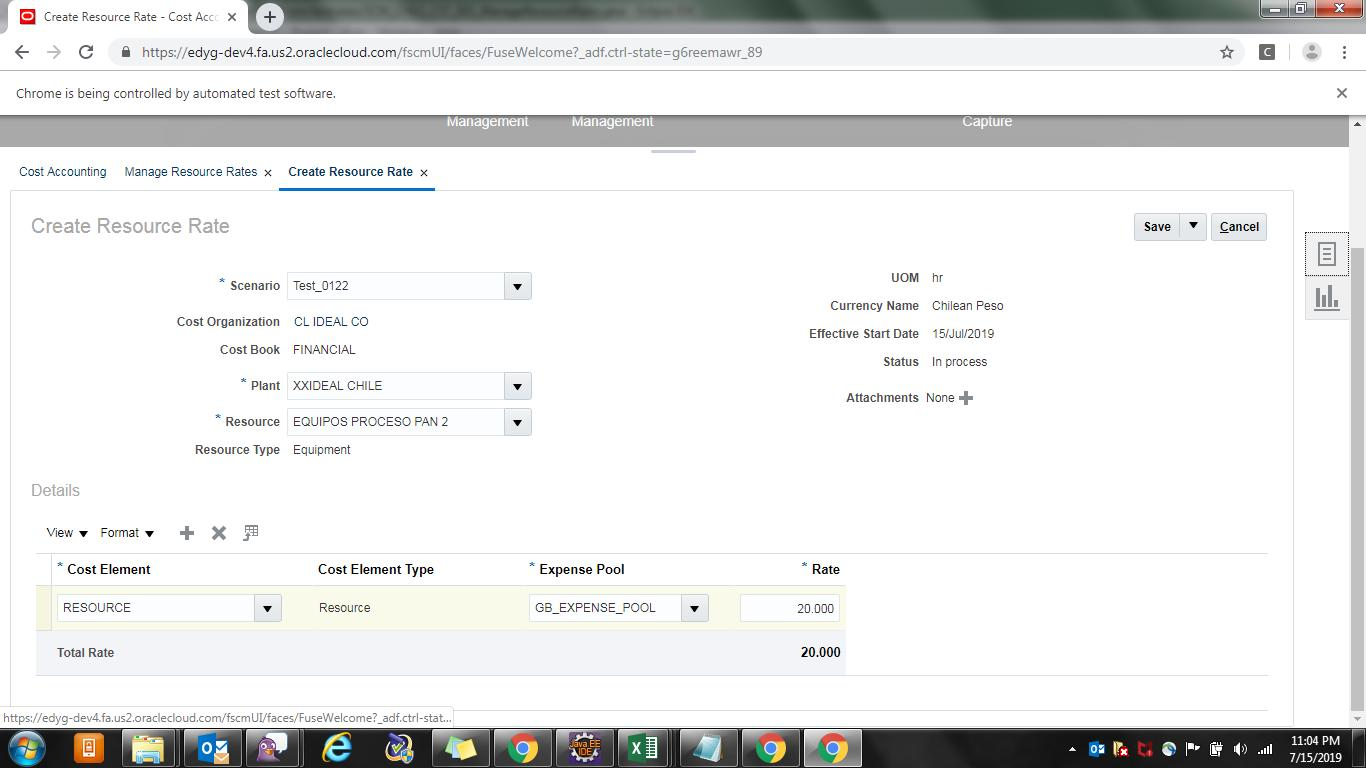 Create Resource Rate - Cost Acco
https://edyg-dev4.fa.us2.oraclecloud.com/fscmUI/faces/FuseWelcome?_adf.ctrl-state=g6reemawr_89
C
Chrome is being controlled by automated test software.
Management Management Capture
Cost Accounting Manage Resource Rates Create Resource Rate
Create Resource Rate
Save Cancel
* Scenario Test_0122
UOM hr
Cost Organization CL IDEAL CO
Currency Name Chilean Peso
Cost Book FINANCIAL
Effective Start Date 15/Jul/2019
Status In process
* Plant XXIDEAL CHILE
Attachments None
* Resource EQUIPOS PROCESO PAN 2
Resource Type Equipment
Details
View Format
* Cost Element Cost Element Type * Expense Pool * Rate
RESOURCE Resource GB_EXPENSE_POOL 20.000
Total Rate 20.000
https://edyg-dev4.fa.us2.oraclecloud.com/fscmUI/faces/FuseWelcome?_adf.ctrl-stat...
Java EE
IDE
11:04 PM
7/15/2019